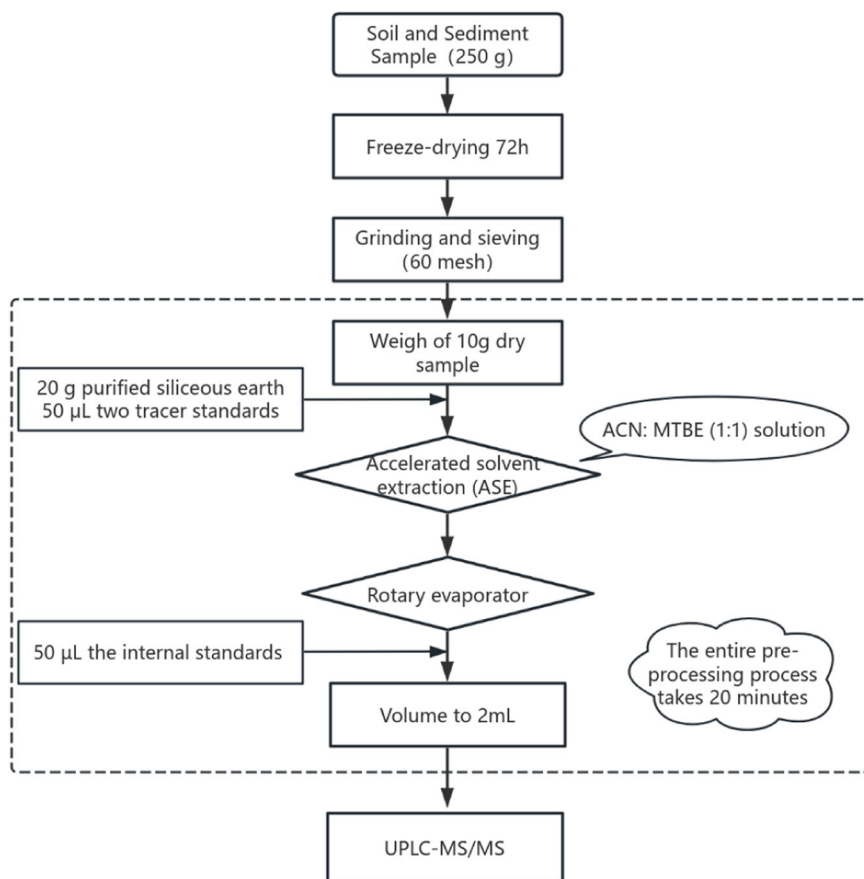 Soil and Sediment
Sample（250 g）
Freeze-drying 72h
Grinding and sieving
（60 mesh）
Weigh of 10g dry
sample
20 g purified siliceous earth
50 μL two tracer standards
ACN: MTBE (1:1) solution
Accelerated solvent
extraction (ASE)
Rotary evaporator
50 μL the internal standards
The entire pre-
processing process
takes 20 minutes
Volume to 2mL
UPLC-MS/MS